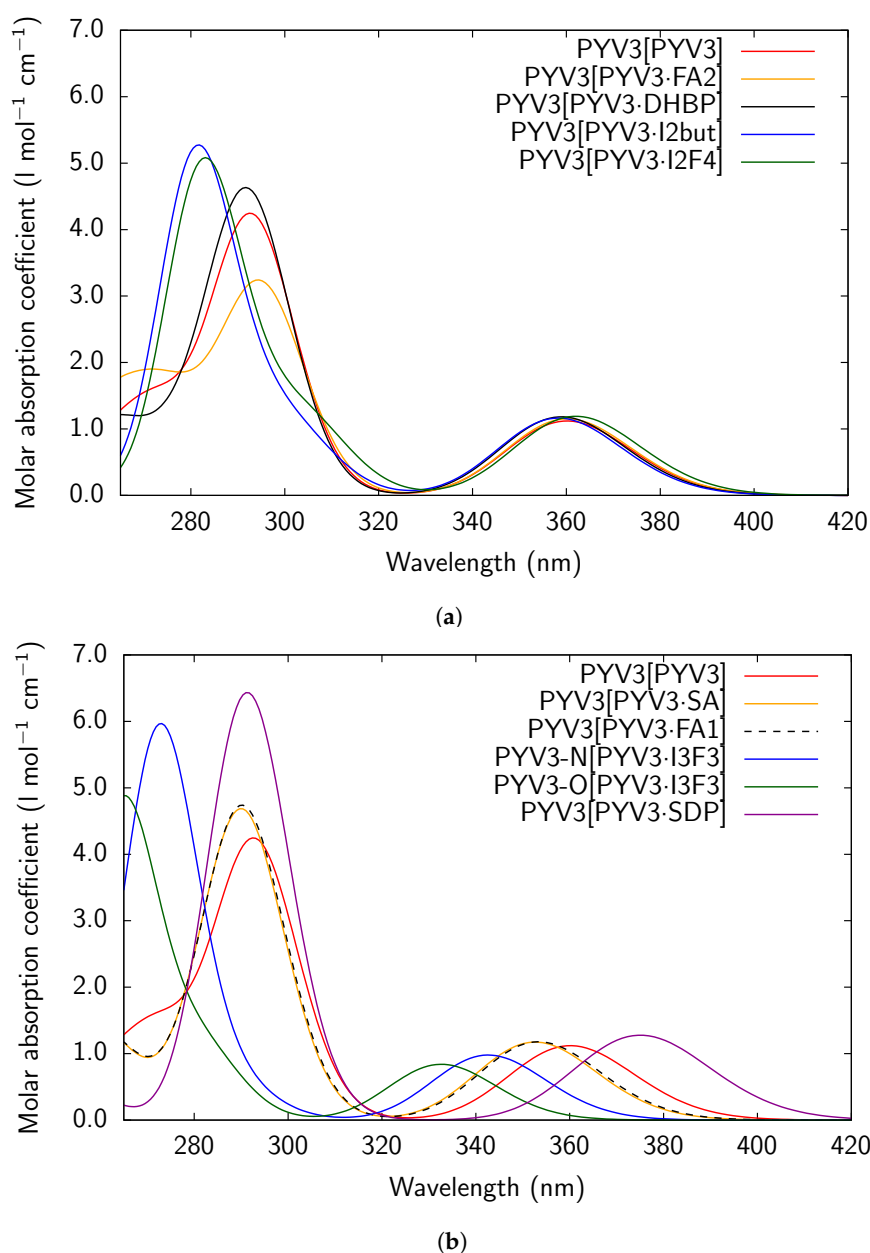 7.0
6.0
5.0
4.0
3.0
2.0
1.0
0.0
Molar absorption coefficient (l mol⁻¹ cm⁻¹)
PYV3[PYV3]
PYV3[PYV3·FA2]
PYV3[PYV3·DHBP]
PYV3[PYV3·I2but]
PYV3[PYV3·I2F4]
280 300 320 340 360 380 400 420
Wavelength (nm)
(a)
7.0
6.0
5.0
4.0
3.0
2.0
1.0
0.0
Molar absorption coefficient (l mol⁻¹ cm⁻¹)
PYV3[PYV3]
PYV3[PYV3·SA]
PYV3[PYV3·FA1]
PYV3-N[PYV3·I3F3]
PYV3-O[PYV3·I3F3]
PYV3[PYV3·SDP]
280 300 320 340 360 380 400 420
Wavelength (nm)
(b)